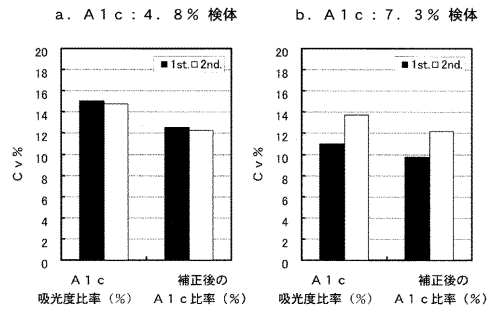 a. A1c:4.8% 検体
20
18
16
14
12
10
8
6
4
2
0
Cv%
■1st. □2nd.
A1c
吸光度比率(%)
補正後の
A1c比率(%)
b. A1c:7.3% 検体
20
18
16
14
12
10
8
6
4
2
0
Cv%
■1st. □2nd.
A1c
吸光度比率(%)
補正後の
A1c比率(%)